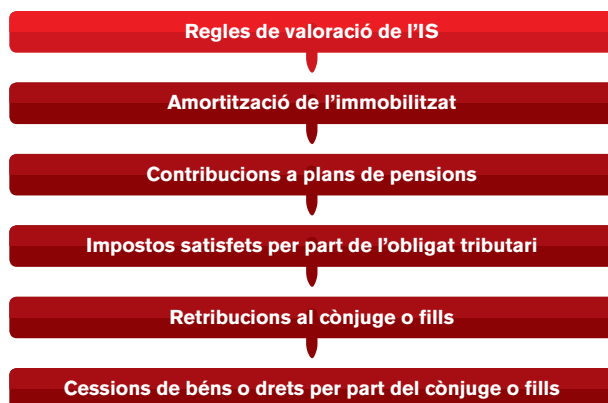 Regles de valoració de l’IS
Amortització de l’immobilitzat
Contribucions a plans de pensions
Impostos satisfets per part de l’obligat tributari
Retribucions al cònjuge o fills
Cessions de béns o drets per part del cònjuge o fills